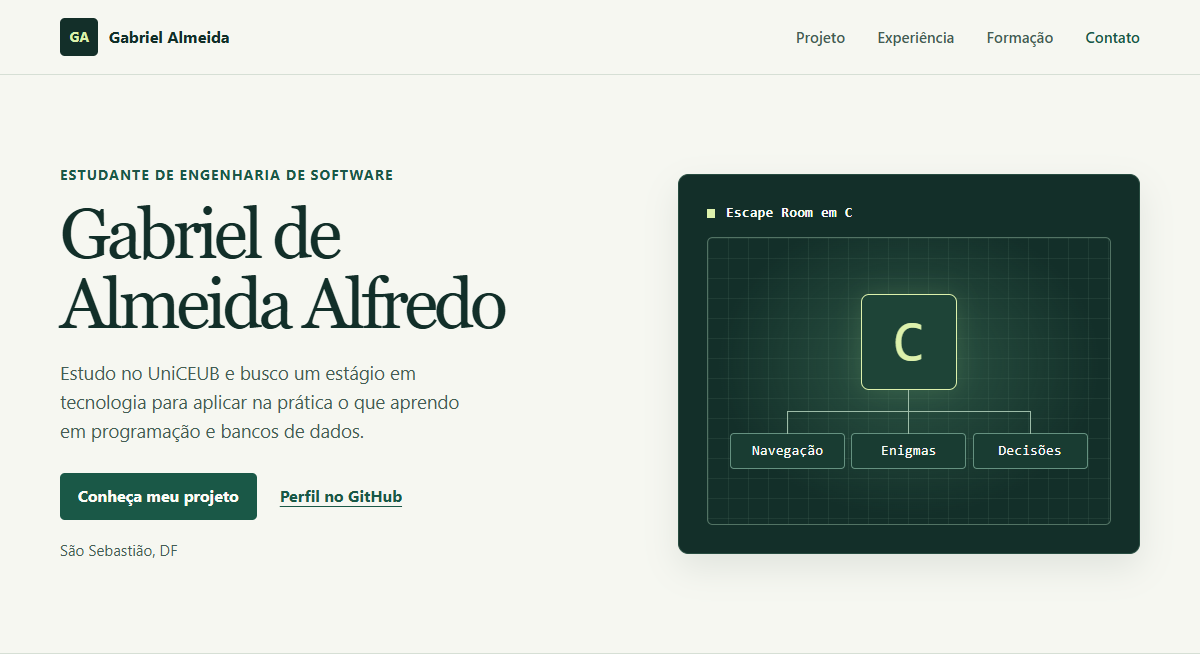 GA
Gabriel Almeida
Projeto
Experiência
Formação
Contato
ESTUDANTE DE ENGENHARIA DE SOFTWARE
Gabriel de
Almeida Alfredo
Estudo no UniCEUB e busco um estágio em
tecnologia para aplicar na prática o que aprendo
em programação e bancos de dados.
Conheça meu projeto
Perfil no GitHub
São Sebastião, DF
Escape Room em C
C
Navegação
Enigmas
Decisões